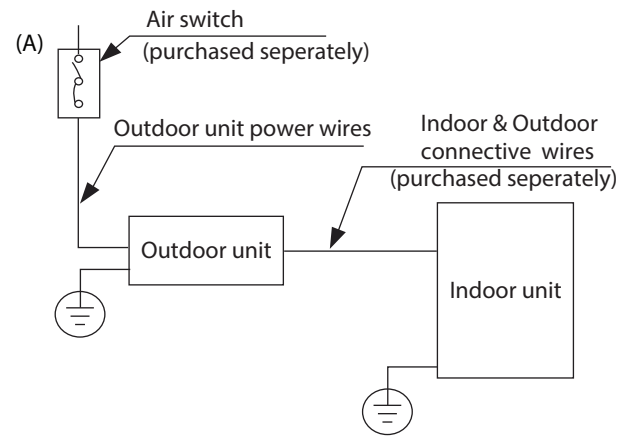 (A)
Air switch
(purchased seperately)
Outdoor unit power wires
Indoor & Outdoor
connective wires
(purchased seperately)
Outdoor unit
Indoor unit